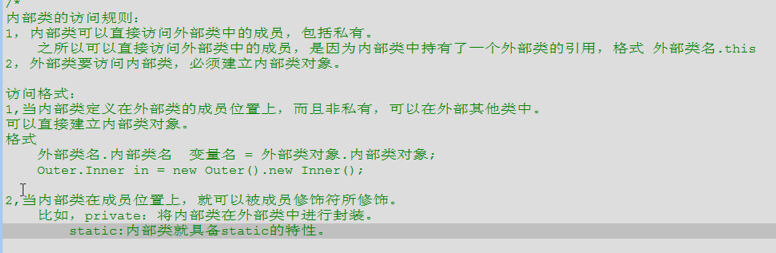 /*
内部类的访问规则：
1，内部类可以直接访问外部类中的成员，包括私有。
之所以可以直接访问外部类中的成员，是因为内部类中持有了一个外部类的引用，格式 外部类名.this
2，外部类要访问内部类，必须建立内部类对象。
访问格式：
1,当内部类定义在外部类的成员位置上，而且非私有，可以在外部其他类中。
可以直接建立内部类对象。
格式
外部类名.内部类名 变量名 = 外部类对象.内部类对象;
Outer.Inner in = new Outer().new Inner();
2,当内部类在成员位置上，就可以被成员修饰符所修饰。
比如，private：将内部类在外部类中进行封装。
static:内部类就具备static的特性。